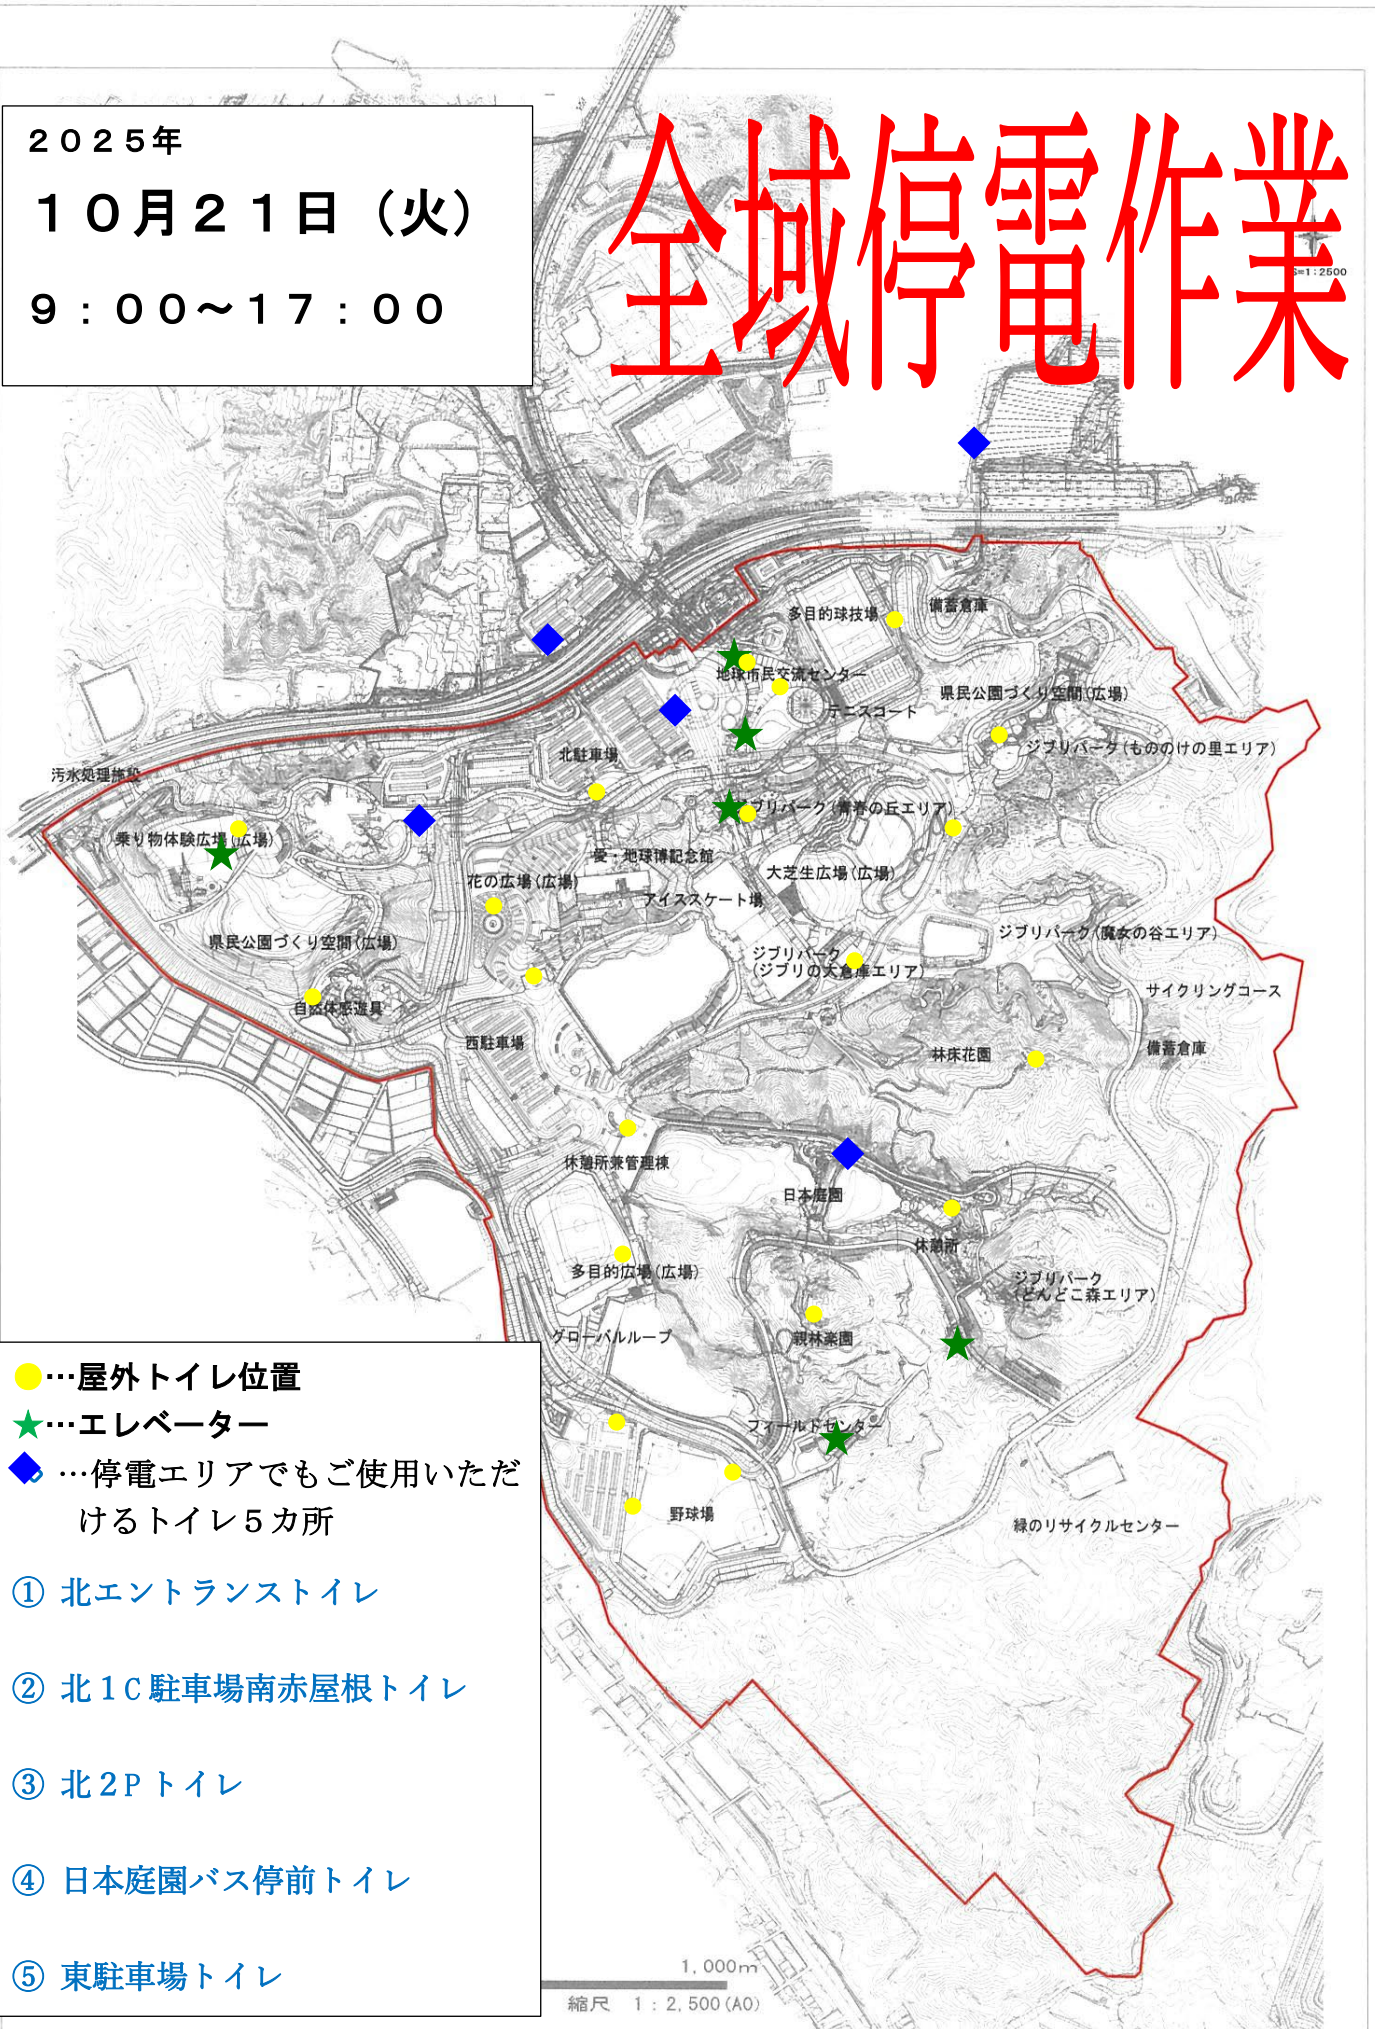 ２０２５年
１０月２１日（火）
９：００～１７：００
全域停電作業
S=1:2500
多目的球技場
備蓄倉庫
地球市民交流センター
県民公園づくり空間(広場)
テニスコート
ジブリパーク(もののけの里エリア)
北駐車場
汚水処理施設
ブリパーク(青春の丘エリア)
乗り物体験広場(広場)
愛・地球博記念館
大芝生広場(広場)
花の広場(広場)
アイススケート場
ジブリパーク(魔女の谷エリア)
県民公園づくり空間(広場)
ジブリパーク
(ジブリの大倉庫エリア)
サイクリングコース
自然体感遊具
西駐車場
林床花園
備蓄倉庫
休憩所兼管理棟
日本庭園
休憩所
多目的広場(広場)
ジブリパーク
(どんどこ森エリア)
グローバルループ
親林楽園
フィールドセンター
野球場
緑のリサイクルセンター
…屋外トイレ位置
…エレベーター
…停電エリアでもご使用いただ
けるトイレ５カ所
① 北エントランストイレ
② 北１C駐車場南赤屋根トイレ
③ 北２Pトイレ
④ 日本庭園バス停前トイレ
⑤ 東駐車場トイレ
1,000m
縮尺 1:2,500(A0)